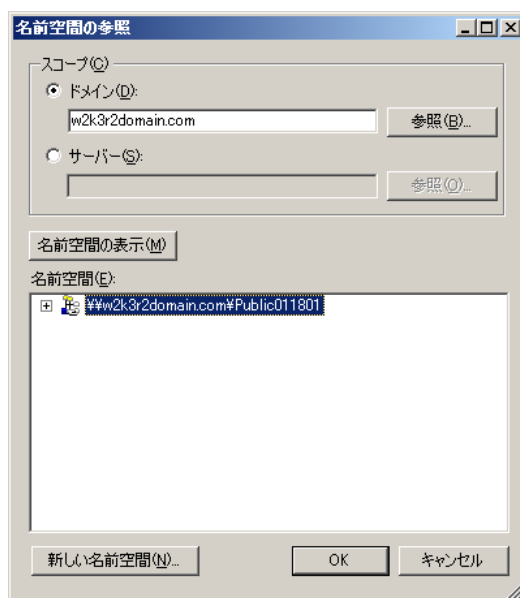 名前空間の参照
スコープ(C)
ドメイン(D):
w2k3r2domain.com
参照(B)...
サーバー(S):
参照(O)...
名前空間の表示(M)
名前空間(E):
¥¥w2k3r2domain.com¥Public011801
新しい名前空間(N)...
OK
キャンセル